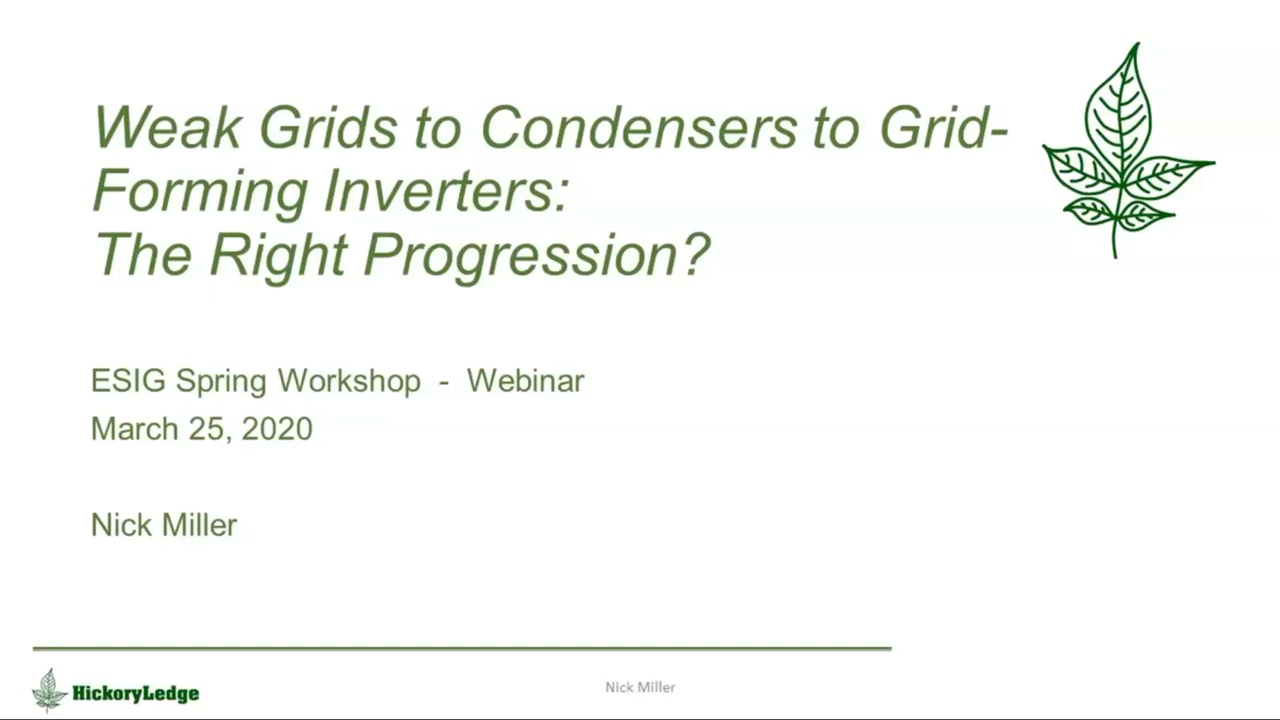 Weak Grids to Condensers to Grid-
Forming Inverters:
The Right Progression?
ESIG Spring Workshop - Webinar
March 25, 2020
Nick Miller
HickoryLedge
Nick Miller